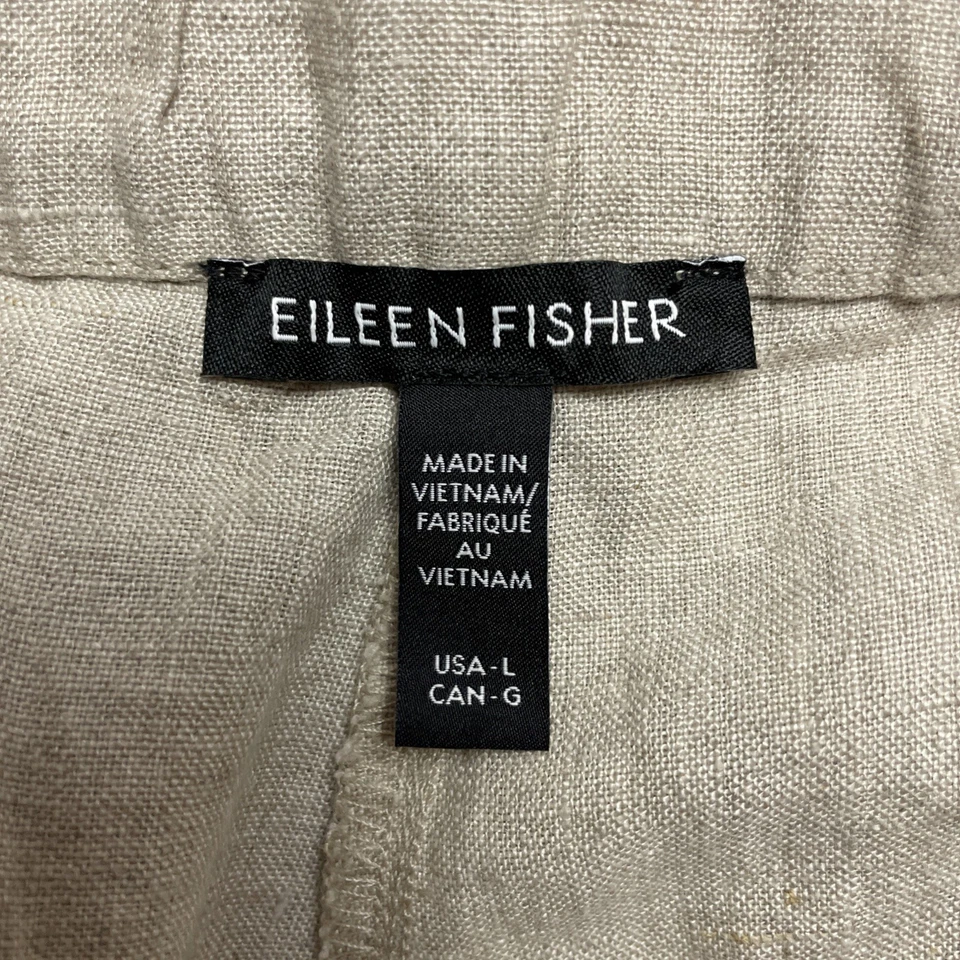 EILEEN FISHER
MADE IN
VIETNAM/
FABRIQUÉ
AU
VIETNAM
USA - L
CAN - G